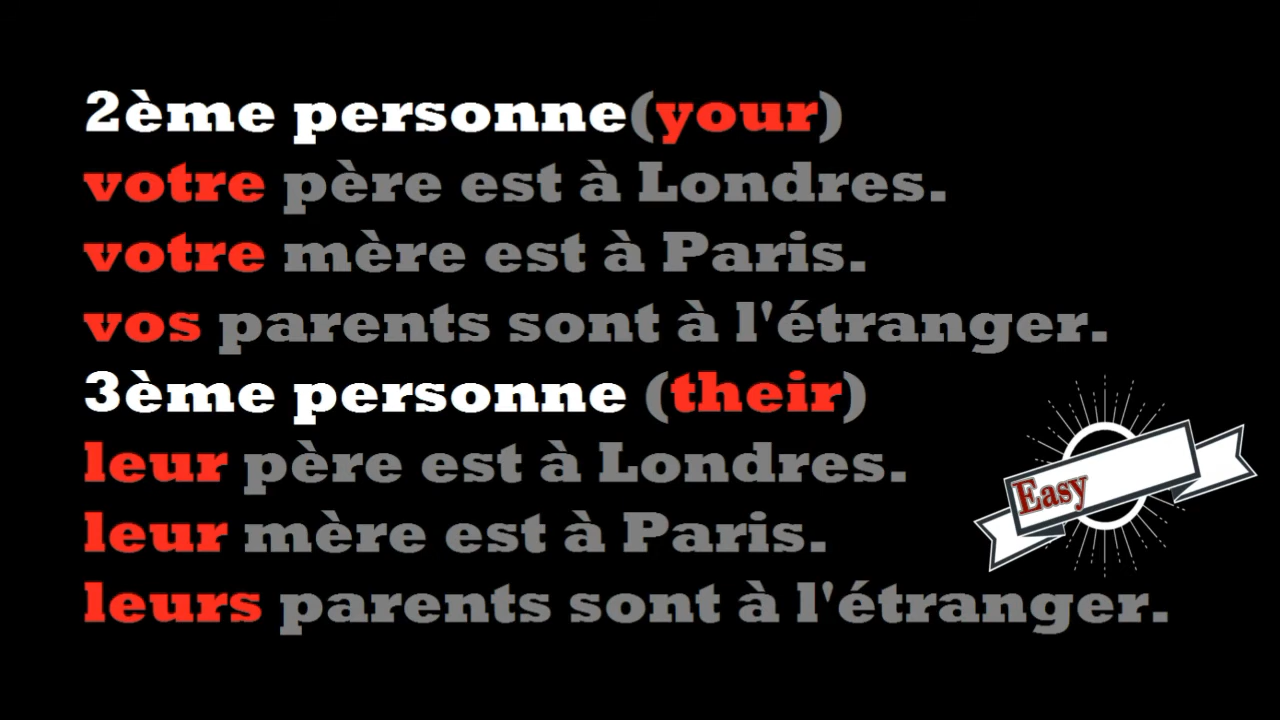 2ème personne(your)
votre père est à Londres.
votre mère est à Paris.
vos parents sont à l'étranger.
3ème personne (their)
leur père est à Londres.
leur mère est à Paris.
leurs parents sont à l'étranger.
Easy